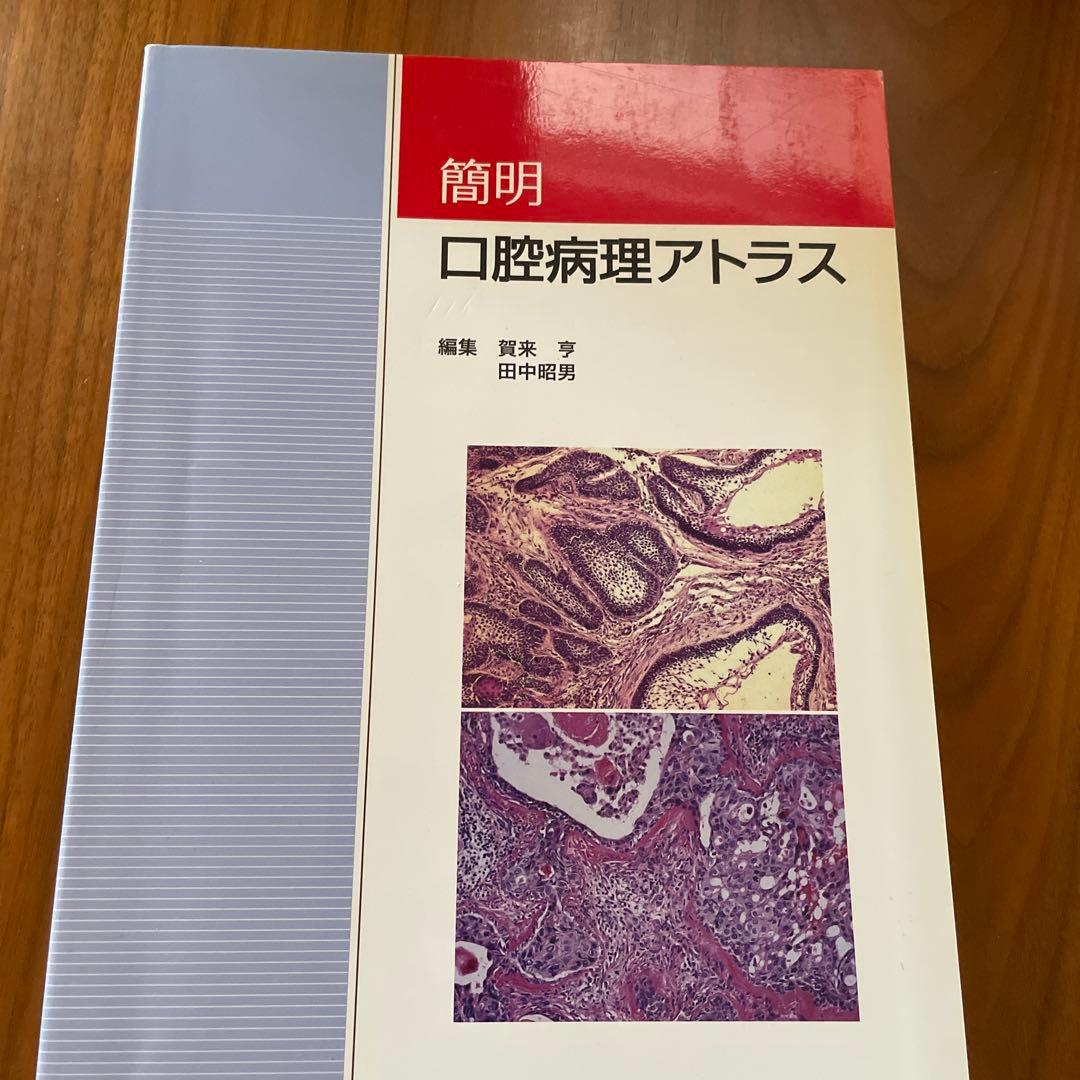 簡明
口腔病理アトラス
編集 賀来 亨
田中昭男